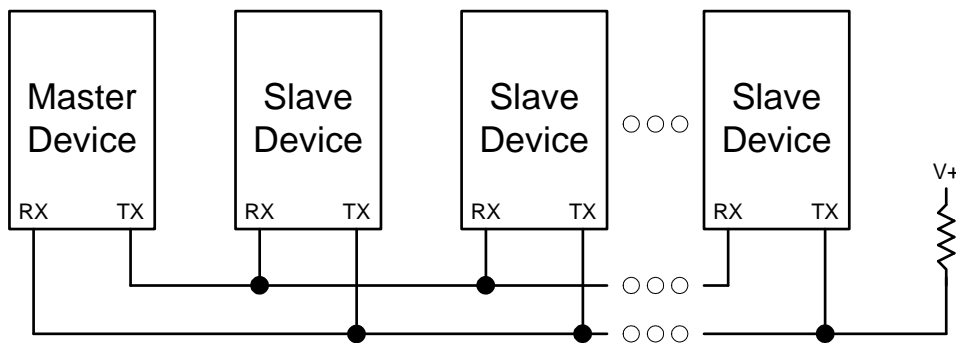 Master
Device
RX TX
Slave
Device
RX TX
Slave
Device
RX TX
Slave
Device
RX TX
V+